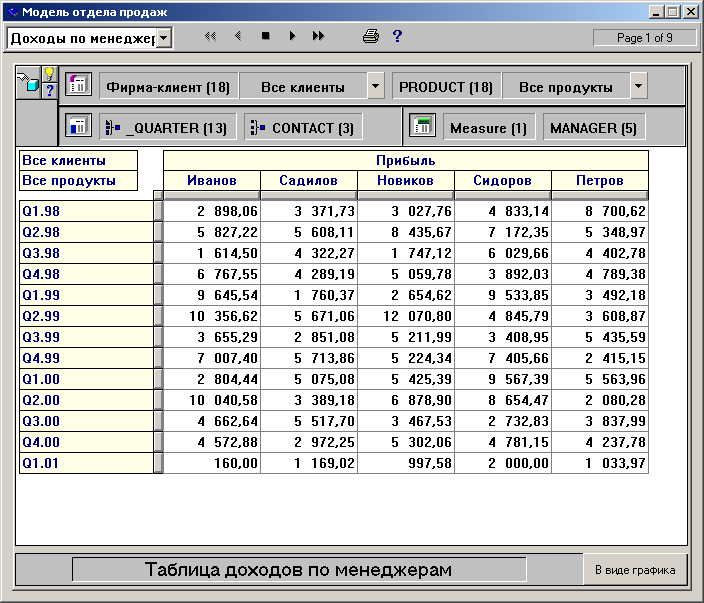 Модель отдела продаж
Доходы по менеджер
Page 1 of 9
Фирма-клиент (18) Все клиенты PRODUCT (18) Все продукты
_QUARTER (13) CONTACT (3) Measure (1) MANAGER (5)
Все клиенты Прибыль
Все продукты Иванов Садилов Новиков Сидоров Петров
Q1.98 2 898,06 3 371,73 3 027,76 4 833,14 8 700,62
Q2.98 5 827,22 5 608,11 8 435,67 7 172,35 5 348,97
Q3.98 1 614,50 4 322,27 1 747,12 6 029,66 4 402,78
Q4.98 6 767,55 4 289,19 5 059,78 3 892,03 4 789,38
Q1.99 9 645,54 1 760,37 2 654,62 9 533,85 3 492,18
Q2.99 10 356,62 5 671,06 12 070,80 4 845,79 3 608,87
Q3.99 3 655,29 2 851,08 5 211,99 3 408,95 5 435,59
Q4.99 7 007,40 5 713,86 5 224,34 7 405,66 2 415,15
Q1.00 2 804,44 5 075,08 5 425,39 9 567,39 5 563,96
Q2.00 10 040,58 3 389,18 6 878,90 8 654,47 2 080,28
Q3.00 4 662,64 5 517,70 3 467,53 2 732,83 3 837,99
Q4.00 4 572,88 2 972,25 5 302,06 4 781,15 4 237,78
Q1.01 160,00 1 169,02 997,58 2 000,00 1 033,97
Таблица доходов по менеджерам
В виде графика